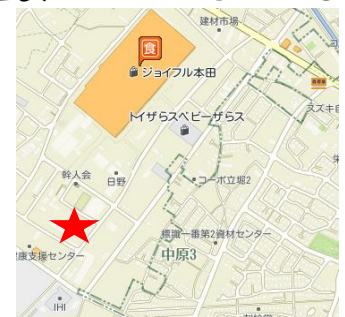 建材市場
食
ジョイフル本田
トイザらスベビーザらス
スズキ自
幹人会
日野
コーポ立堀2
標識一番第2資材センター
中原3
康支援センター
IHI